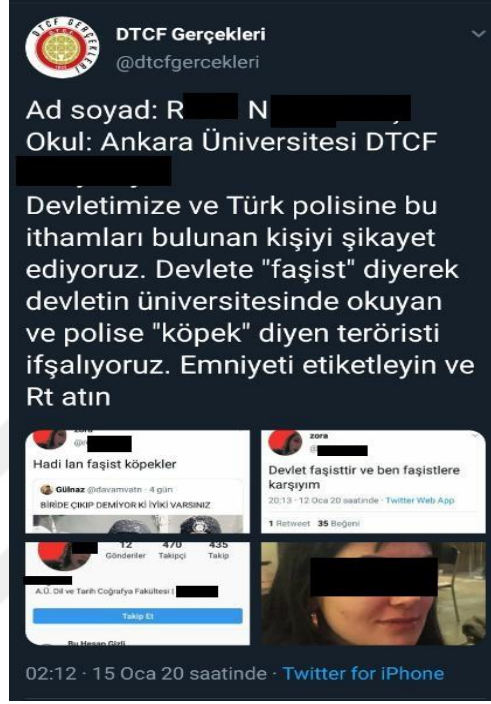 DTCF GERÇEKLERİ
DTCF Gerçekleri
@dtcfgercekleri
Ad soyad: R N
Okul: Ankara Üniversitesi DTCF
Devletimize ve Türk polisine bu
ithamları bulunan kişiyi şikayet
ediyoruz. Devlete "faşist" diyerek
devletin üniversitesinde okuyan
ve polise "köpek" diyen teröristi
ifşalıyoruz. Emniyeti etiketleyin ve
Rt atın
Hadi lan faşist köpekler
Gülnaz @davamvatn · 4 gün
BİRİDE ÇIKIP DEMİYOR Kİ İYİKİ VARSINIZ
zora
Devlet faşisttir ve ben faşistlere
karşıyım
20:13 · 12 Oca 20 saatinde · Twitter Web App
1 Retweet 35 Beğeni
12 470 435
Gönderiler Takipçi Takip
A.Ü. Dil ve Tarih Coğrafya Fakültesi |
Takip Et
Bu Hesap Gizli
02:12 · 15 Oca 20 saatinde · Twitter for iPhone